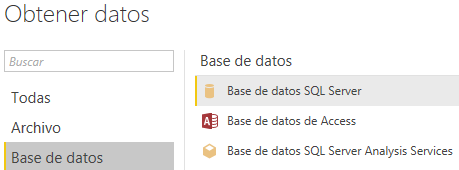 Obtener datos
Buscar
Todas
Archivo
Base de datos
Base de datos
Base de datos SQL Server
Base de datos de Access
Base de datos SQL Server Analysis Services